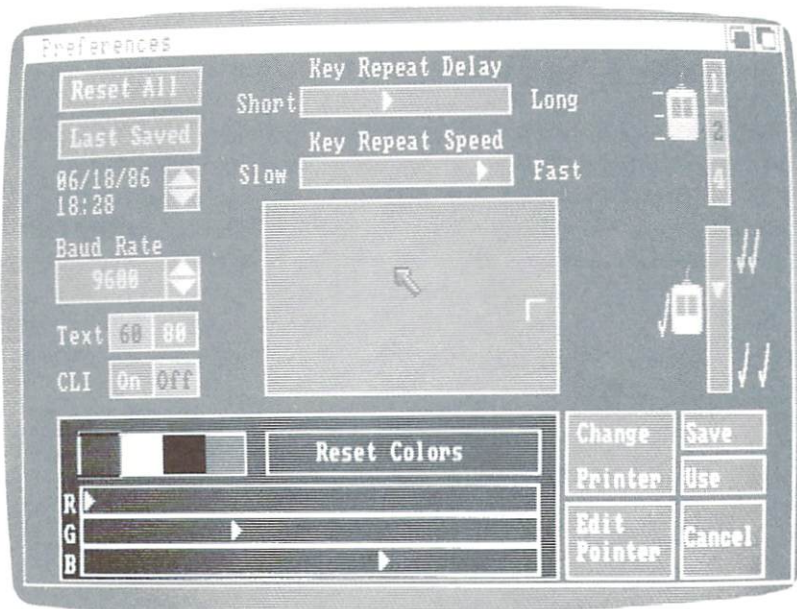 Preferences
Reset All
Last Saved
06/18/86
18:28
Baud Rate
9600
Text 60 80
CLI On Off
Key Repeat Delay
Short Long
Key Repeat Speed
Slow Fast
1
2
4
Reset Colors
R
G
B
Change
Printer
Edit
Pointer
Save
Use
Cancel